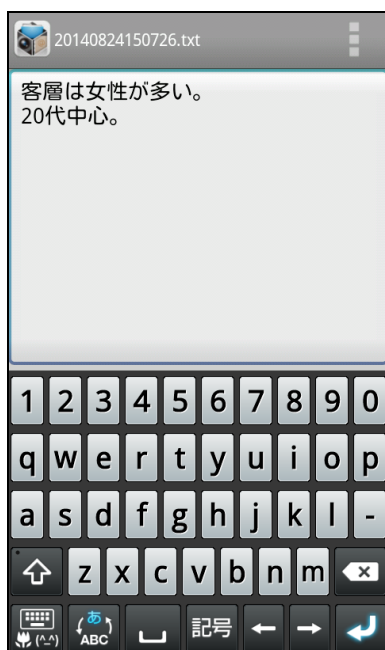 20140824150726.txt
客層は女性が多い。
20代中心。
1 2 3 4 5 6 7 8 9 0
q w e r t y u i o p
a s d f g h j k l -
z x c v b n m
(^_^) あ ABC 記号 ← →